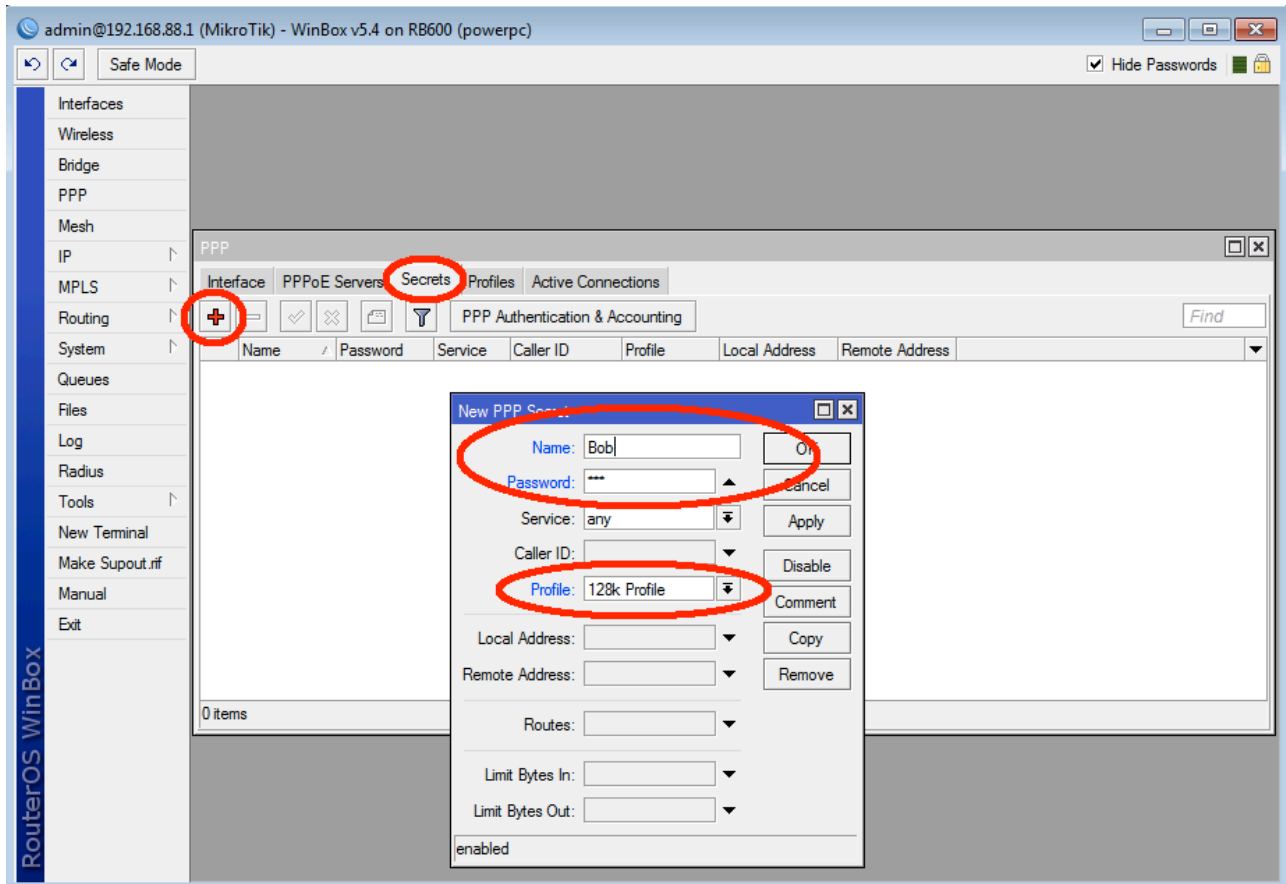 admin@192.168.88.1 (MikroTik) - WinBox v5.4 on RB600 (powerpc)
Safe Mode
Hide Passwords
Interfaces
Wireless
Bridge
PPP
Mesh
IP
MPLS
Routing
System
Queues
Files
Log
Radius
Tools
New Terminal
Make Supout.rif
Manual
Exit
RouterOS WinBox
PPP
Interface PPPoE Servers Secrets Profiles Active Connections
PPP Authentication & Accounting Find
Name Password Service Caller ID Profile Local Address Remote Address
0 items
New PPP Secret
Name: Bob
Password: ***
Service: any
Caller ID:
Profile: 128k Profile
Local Address:
Remote Address:
Routes:
Limit Bytes In:
Limit Bytes Out:
enabled
OK
Cancel
Apply
Disable
Comment
Copy
Remove